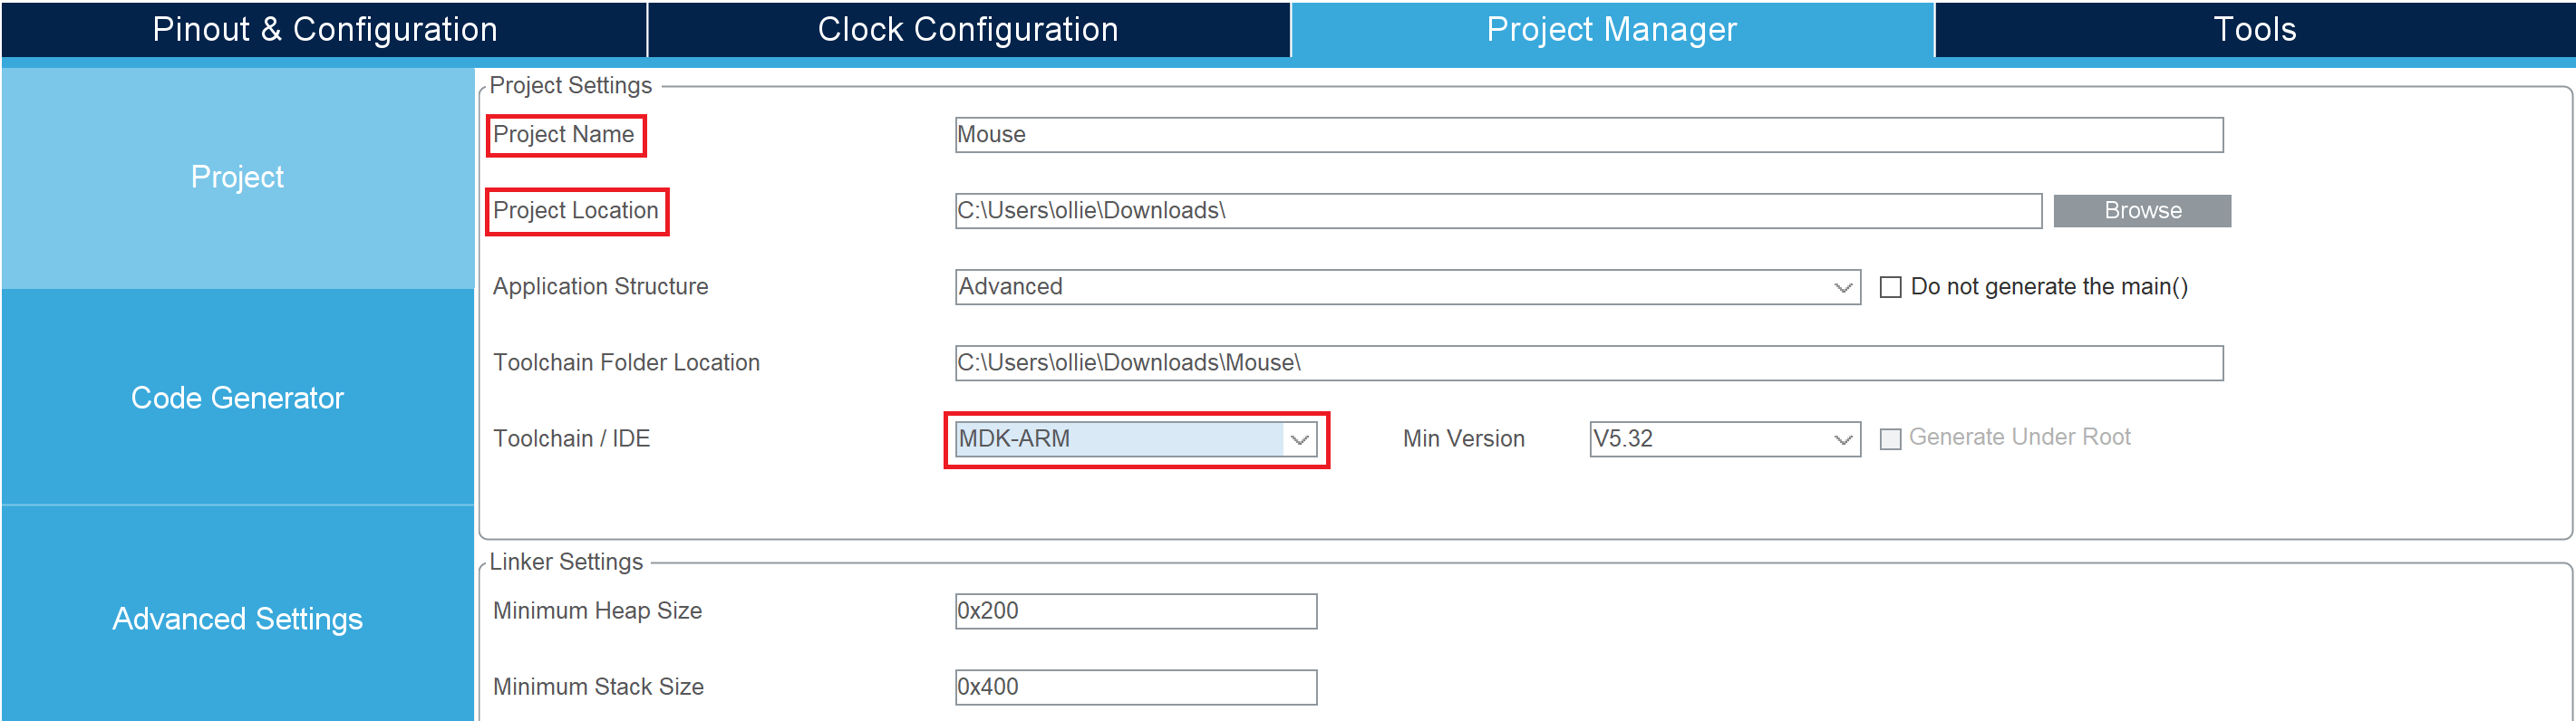 Pinout & Configuration
Clock Configuration
Project Manager
Tools
Project
Code Generator
Advanced Settings
Project Settings
Project Name
Mouse
Project Location
C:\Users\ollie\Downloads\
Browse
Application Structure
Advanced
Do not generate the main()
Toolchain Folder Location
C:\Users\ollie\Downloads\Mouse\
Toolchain / IDE
MDK-ARM
Min Version
V5.32
Generate Under Root
Linker Settings
Minimum Heap Size
0x200
Minimum Stack Size
0x400